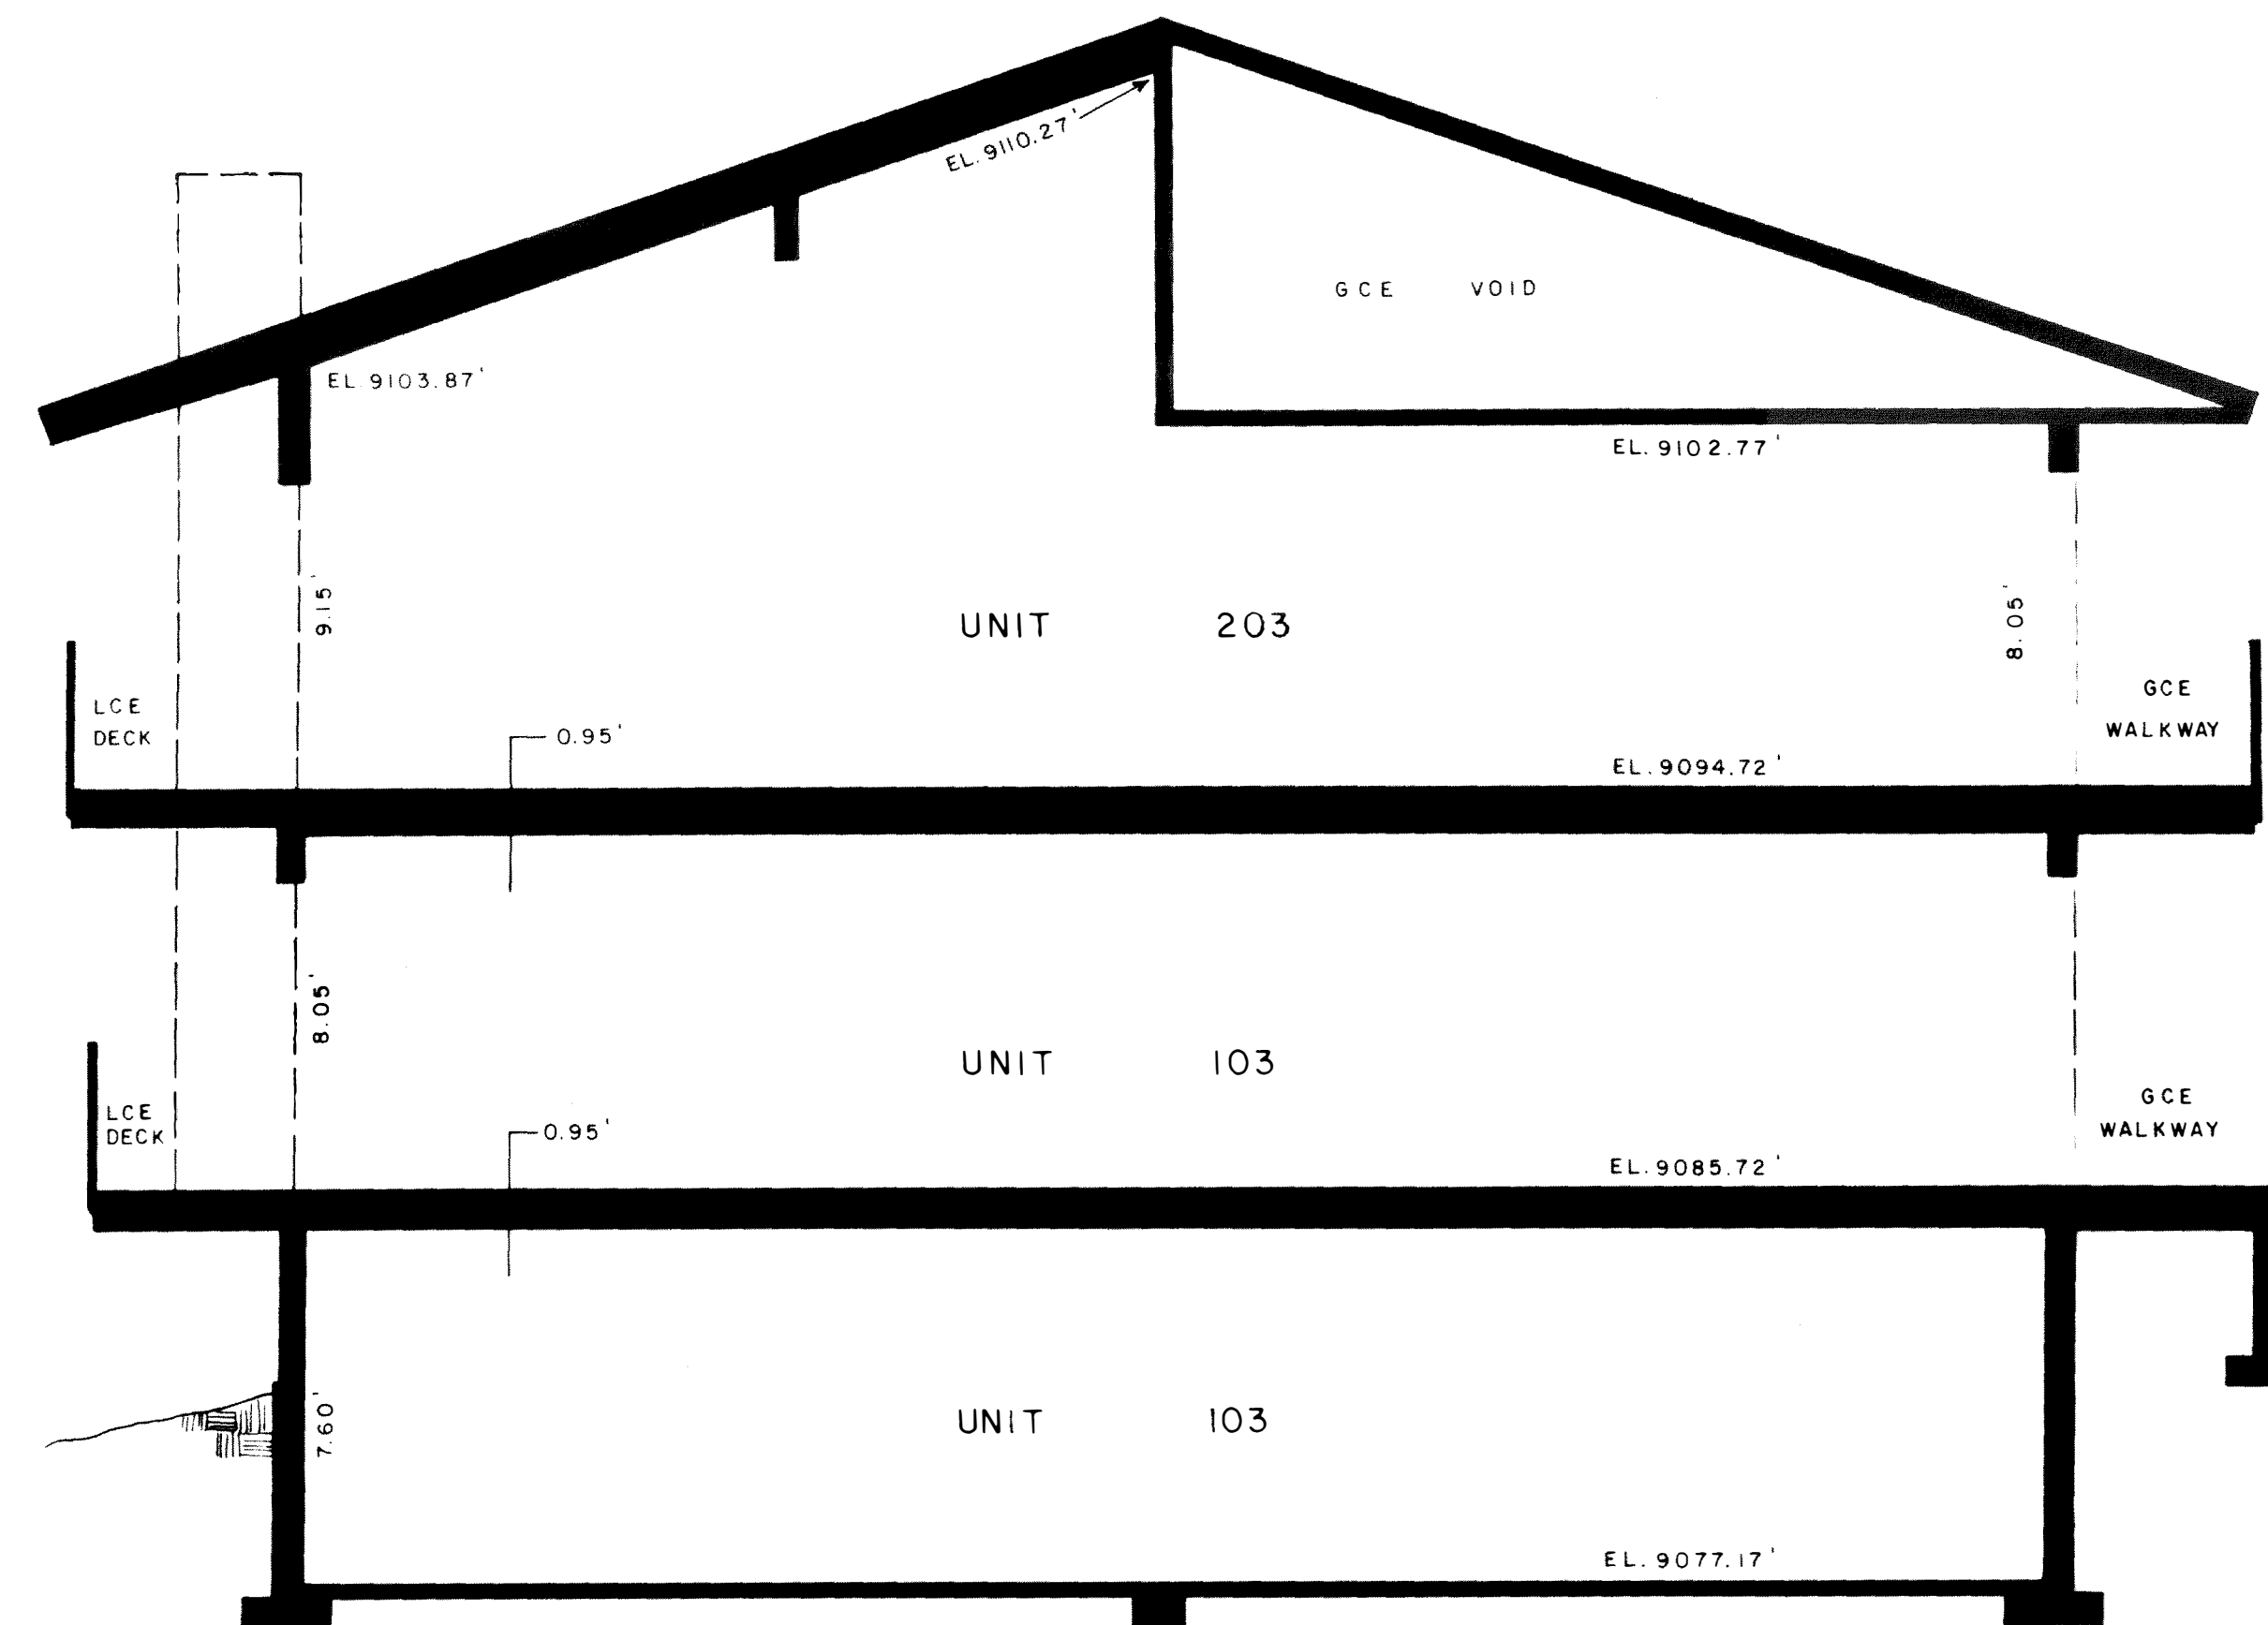 EL. 9110.27'
GCE VOID
EL 9103.87'
EL. 9102.77'
9.15'
UNIT 203
8.05'
LCE
DECK
GCE
WALKWAY
0.95'
EL. 9094.72'
8.05'
UNIT 103
LCE
DECK
GCE
WALKWAY
0.95'
EL. 9085.72'
7.60'
UNIT 103
EL. 9077.17'